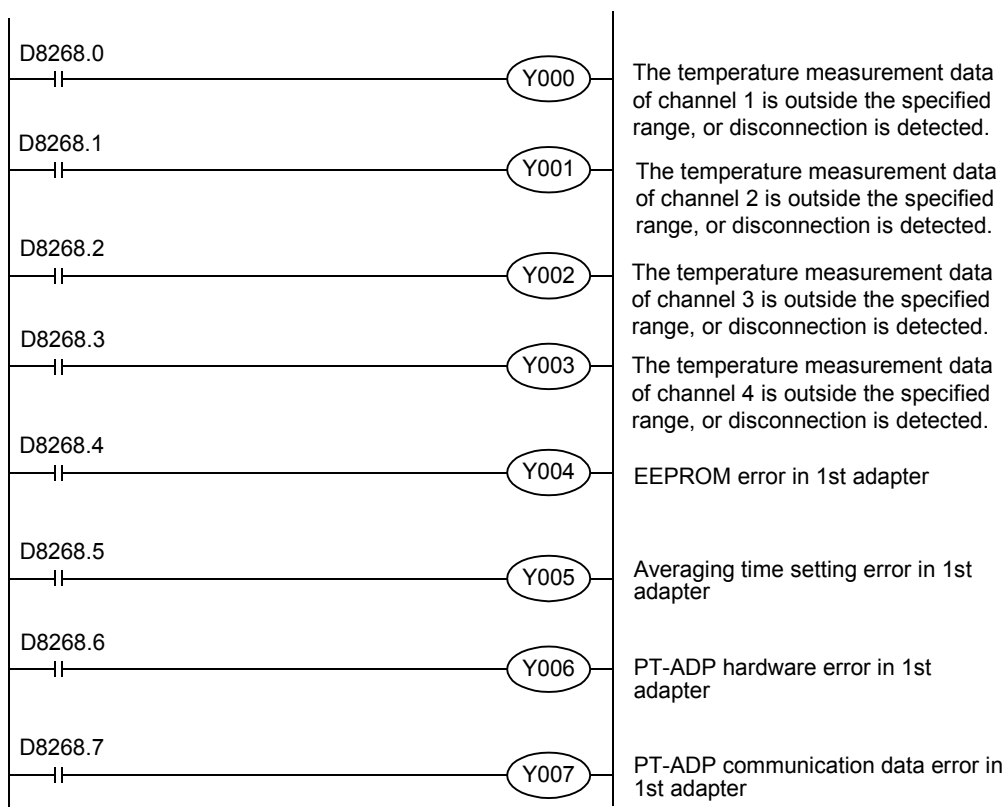 D8268.0
Y000
The temperature measurement data
of channel 1 is outside the specified
range, or disconnection is detected.
D8268.1
Y001
The temperature measurement data
of channel 2 is outside the specified
range, or disconnection is detected.
D8268.2
Y002
The temperature measurement data
of channel 3 is outside the specified
range, or disconnection is detected.
D8268.3
Y003
The temperature measurement data
of channel 4 is outside the specified
range, or disconnection is detected.
D8268.4
Y004
EEPROM error in 1st adapter
D8268.5
Y005
Averaging time setting error in 1st
adapter
D8268.6
Y006
PT-ADP hardware error in 1st
adapter
D8268.7
Y007
PT-ADP communication data error in
1st adapter